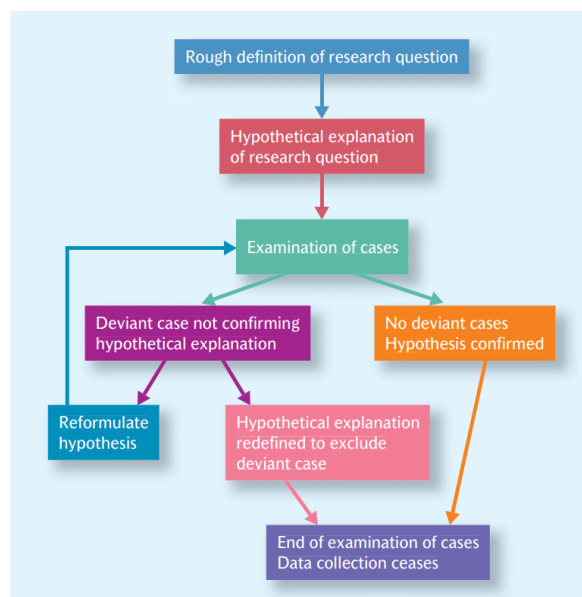 Rough definition of research question
Hypothetical explanation
of research question
Examination of cases
Deviant case not confirming
hypothetical explanation
No deviant cases
Hypothesis confirmed
Reformulate
hypothesis
Hypothetical explanation
redefined to exclude
deviant case
End of examination of cases
Data collection ceases